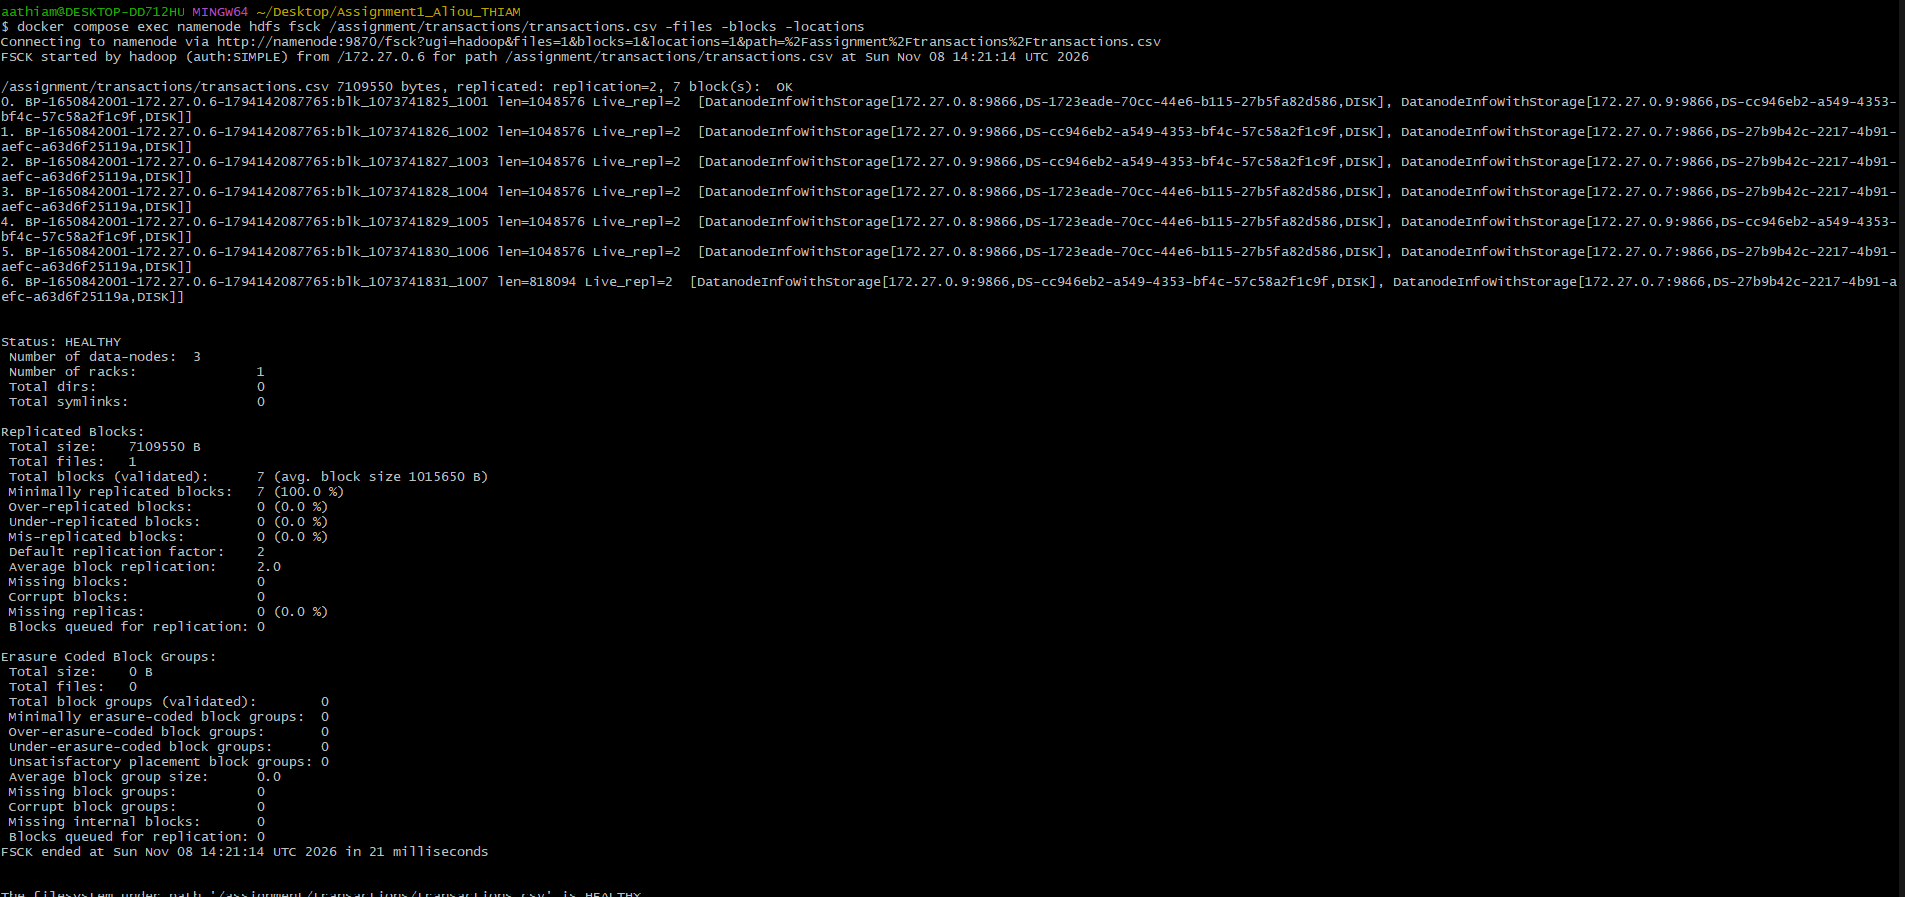 aathiam@DESKTOP-DD712HU MINGW64 ~/Desktop/Assignment1_Aliou_THIAM
$ docker compose exec namenode hdfs fsck /assignment/transactions/transactions.csv -files -blocks -locations
Connecting to namenode via http://namenode:9870/fsck?ugi=hadoop&files=1&blocks=1&locations=1&path=%2Fassignment%2Ftransactions%2Ftransactions.csv
FSCK started by hadoop (auth:SIMPLE) from /172.27.0.6 for path /assignment/transactions/transactions.csv at Sun Nov 08 14:21:14 UTC 2026

/assignment/transactions/transactions.csv 7109550 bytes, replicated: replication=2, 7 block(s):  OK
0. BP-1650842001-172.27.0.6-1794142087765:blk_1073741825_1001 len=1048576 Live_repl=2  [DatanodeInfoWithStorage[172.27.0.8:9866,DS-1723eade-70cc-44e6-b115-27b5fa82d586,DISK], DatanodeInfoWithStorage[172.27.0.9:9866,DS-cc946eb2-a549-4353-
bf4c-57c58a2f1c9f,DISK]]
1. BP-1650842001-172.27.0.6-1794142087765:blk_1073741826_1002 len=1048576 Live_repl=2  [DatanodeInfoWithStorage[172.27.0.9:9866,DS-cc946eb2-a549-4353-bf4c-57c58a2f1c9f,DISK], DatanodeInfoWithStorage[172.27.0.7:9866,DS-27b9b42c-2217-4b91-
aefc-a63d6f25119a,DISK]]
2. BP-1650842001-172.27.0.6-1794142087765:blk_1073741827_1003 len=1048576 Live_repl=2  [DatanodeInfoWithStorage[172.27.0.9:9866,DS-cc946eb2-a549-4353-bf4c-57c58a2f1c9f,DISK], DatanodeInfoWithStorage[172.27.0.7:9866,DS-27b9b42c-2217-4b91-
aefc-a63d6f25119a,DISK]]
3. BP-1650842001-172.27.0.6-1794142087765:blk_1073741828_1004 len=1048576 Live_repl=2  [DatanodeInfoWithStorage[172.27.0.8:9866,DS-1723eade-70cc-44e6-b115-27b5fa82d586,DISK], DatanodeInfoWithStorage[172.27.0.7:9866,DS-27b9b42c-2217-4b91-
aefc-a63d6f25119a,DISK]]
4. BP-1650842001-172.27.0.6-1794142087765:blk_1073741829_1005 len=1048576 Live_repl=2  [DatanodeInfoWithStorage[172.27.0.8:9866,DS-1723eade-70cc-44e6-b115-27b5fa82d586,DISK], DatanodeInfoWithStorage[172.27.0.9:9866,DS-cc946eb2-a549-4353-
bf4c-57c58a2f1c9f,DISK]]
5. BP-1650842001-172.27.0.6-1794142087765:blk_1073741830_1006 len=1048576 Live_repl=2  [DatanodeInfoWithStorage[172.27.0.8:9866,DS-1723eade-70cc-44e6-b115-27b5fa82d586,DISK], DatanodeInfoWithStorage[172.27.0.7:9866,DS-27b9b42c-2217-4b91-
aefc-a63d6f25119a,DISK]]
6. BP-1650842001-172.27.0.6-1794142087765:blk_1073741831_1007 len=818094 Live_repl=2  [DatanodeInfoWithStorage[172.27.0.9:9866,DS-cc946eb2-a549-4353-bf4c-57c58a2f1c9f,DISK], DatanodeInfoWithStorage[172.27.0.7:9866,DS-27b9b42c-2217-4b91-a
efc-a63d6f25119a,DISK]]

Status: HEALTHY
 Number of data-nodes:  3
 Number of racks:               1
 Total dirs:                    0
 Total symlinks:                0

Replicated Blocks:
 Total size:    7109550 B
 Total files:   1
 Total blocks (validated):      7 (avg. block size 1015650 B)
 Minimally replicated blocks:   7 (100.0 %)
 Over-replicated blocks:        0 (0.0 %)
 Under-replicated blocks:       0 (0.0 %)
 Mis-replicated blocks:         0 (0.0 %)
 Default replication factor:    2
 Average block replication:     2.0
 Missing blocks:                0
 Corrupt blocks:                0
 Missing replicas:              0 (0.0 %)
 Blocks queued for replication: 0

Erasure Coded Block Groups:
 Total size:    0 B
 Total files:   0
 Total block groups (validated):        0
 Minimally erasure-coded block groups:  0
 Over-erasure-coded block groups:       0
 Under-erasure-coded block groups:      0
 Unsatisfactory placement block groups: 0
 Average block group size:      0.0
 Missing block groups:          0
 Corrupt block groups:          0
 Missing internal blocks:       0
 Blocks queued for replication: 0
FSCK ended at Sun Nov 08 14:21:14 UTC 2026 in 21 milliseconds

The filesystem under path '/assignment/transactions/transactions.csv' is HEALTHY